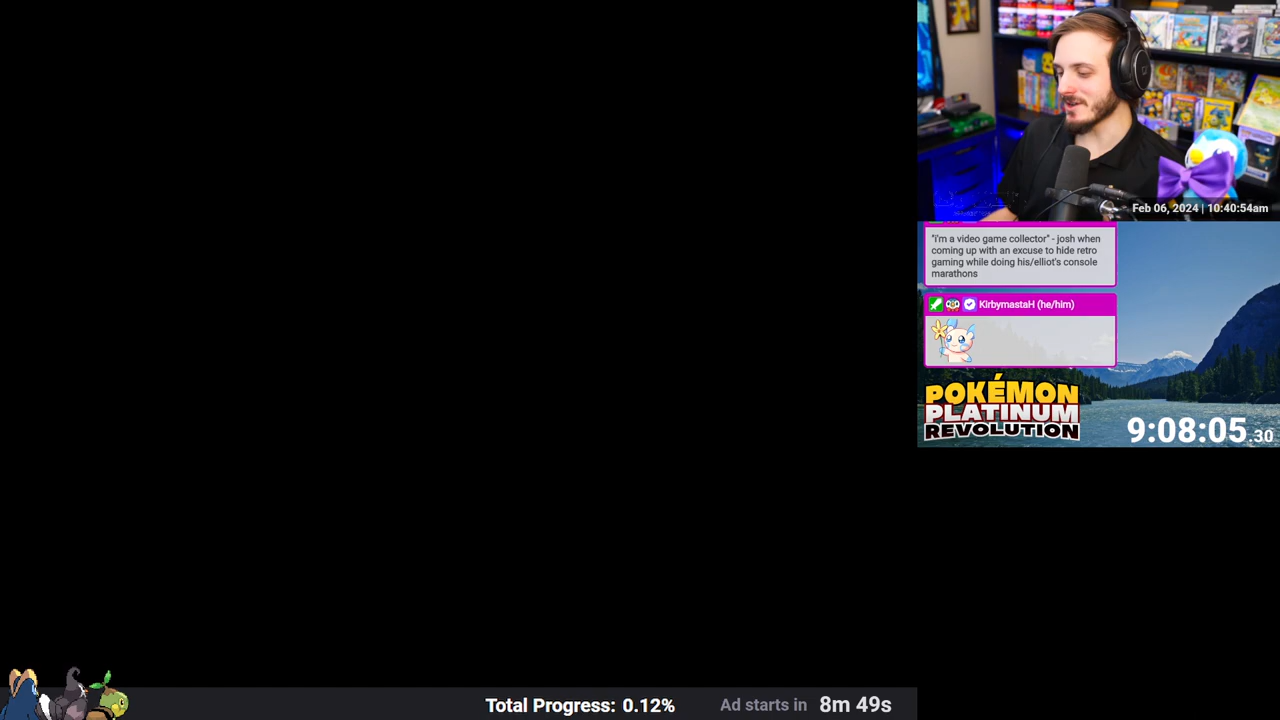 Feb 06, 2024 | 10:40:54am
"i'm a video game collector" - josh when
coming up with an excuse to hide retro
gaming while doing his/elliot's console
marathons
KirbymastaH (he/him)
POKÉMON
PLATINUM
REVOLUTION
9:08:05.30
Total Progress: 0.12%
Ad starts in 8m 49s